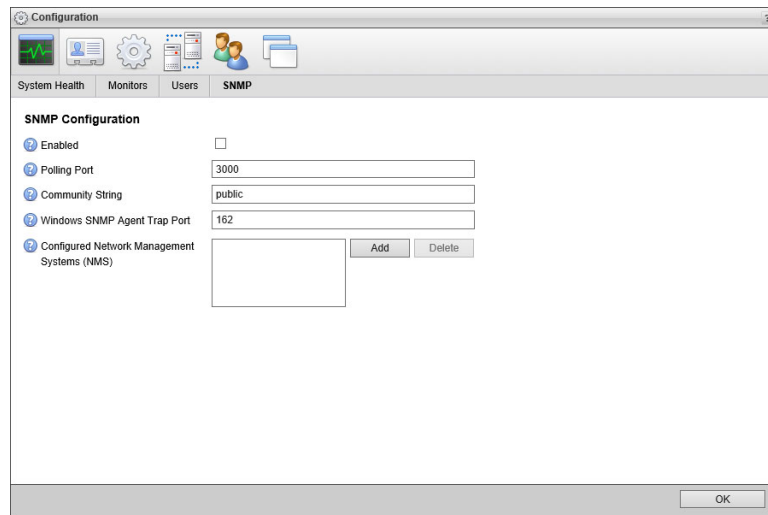 Configuration
System Health Monitors Users SNMP
SNMP Configuration
Enabled
Polling Port 3000
Community String public
Windows SNMP Agent Trap Port 162
Configured Network Management Add Delete
Systems (NMS)
OK